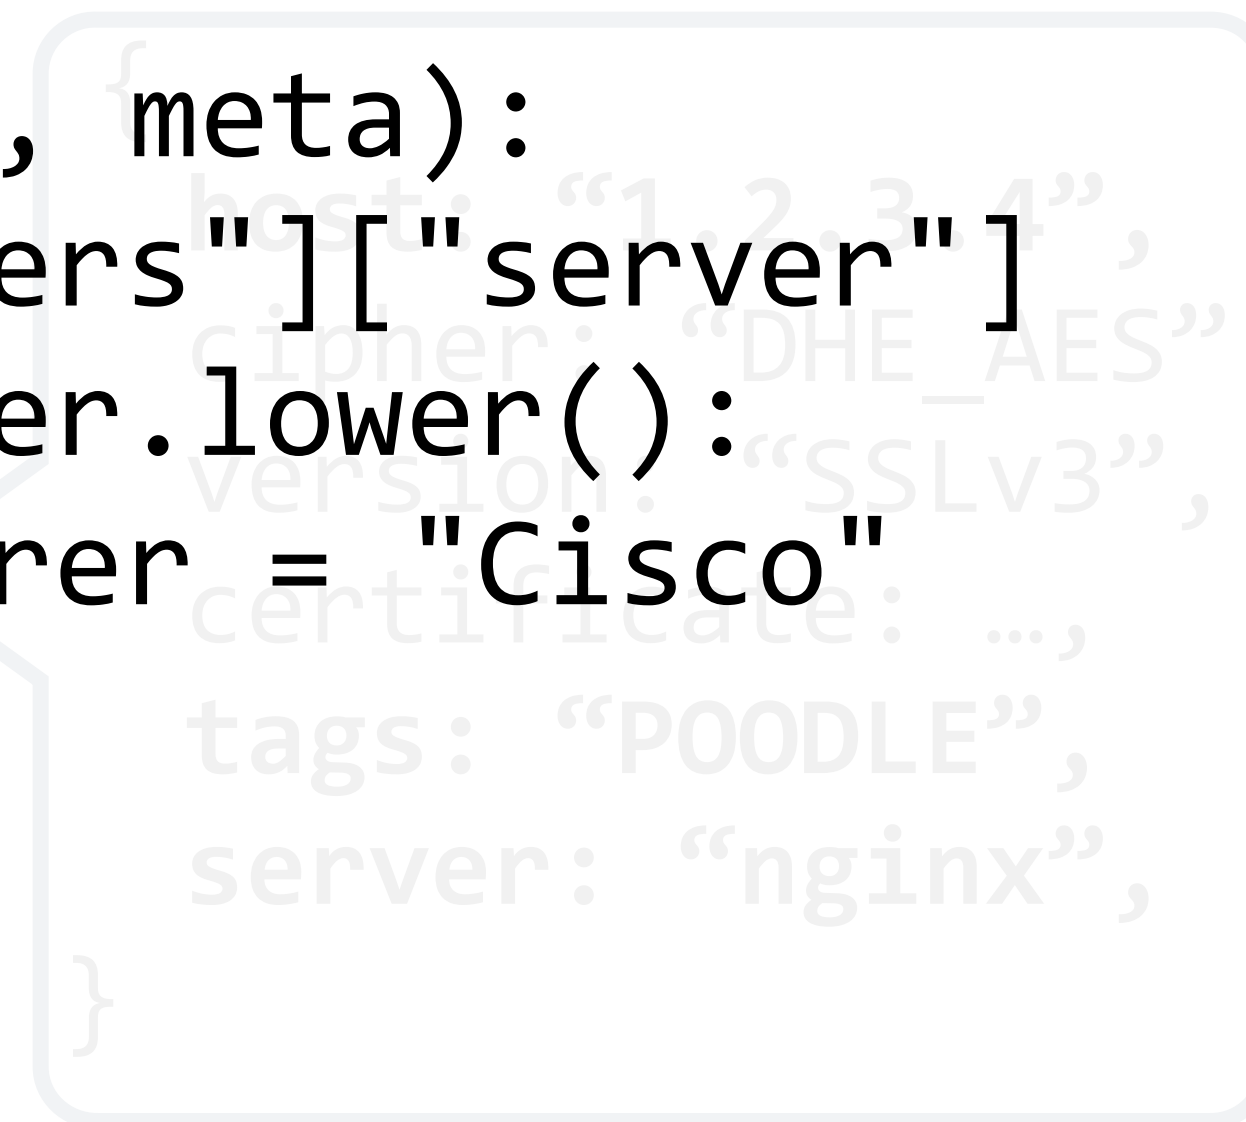 , meta):
ers"]["server"]
er.lower():
rer = "Cisco"
{
host: “1.2.3.4”,
cipher: “DHE_AES”
version: “SSLv3”,
certificate: …,
tags: “POODLE”,
server: “nginx”,
}